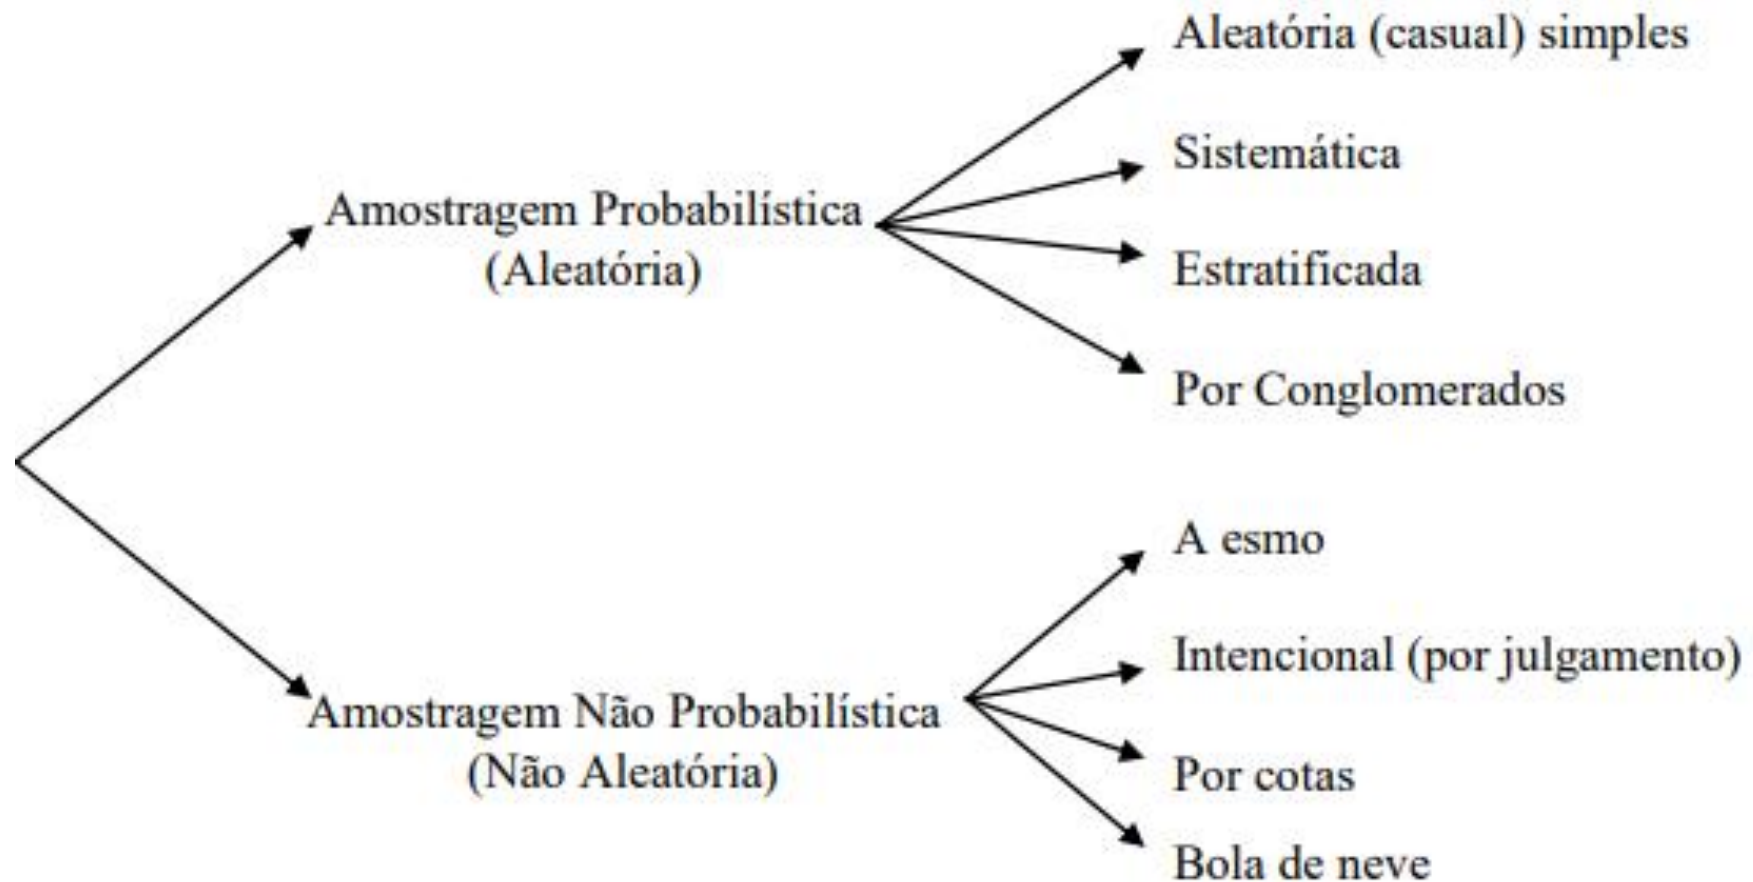 Aleatória (casual) simples
Sistemática
Amostragem Probabilística
(Aleatória)
Estratificada
Por Conglomerados
A esmo
Intencional (por julgamento)
Amostragem Não Probabilística
(Não Aleatória)
Por cotas
Bola de neve